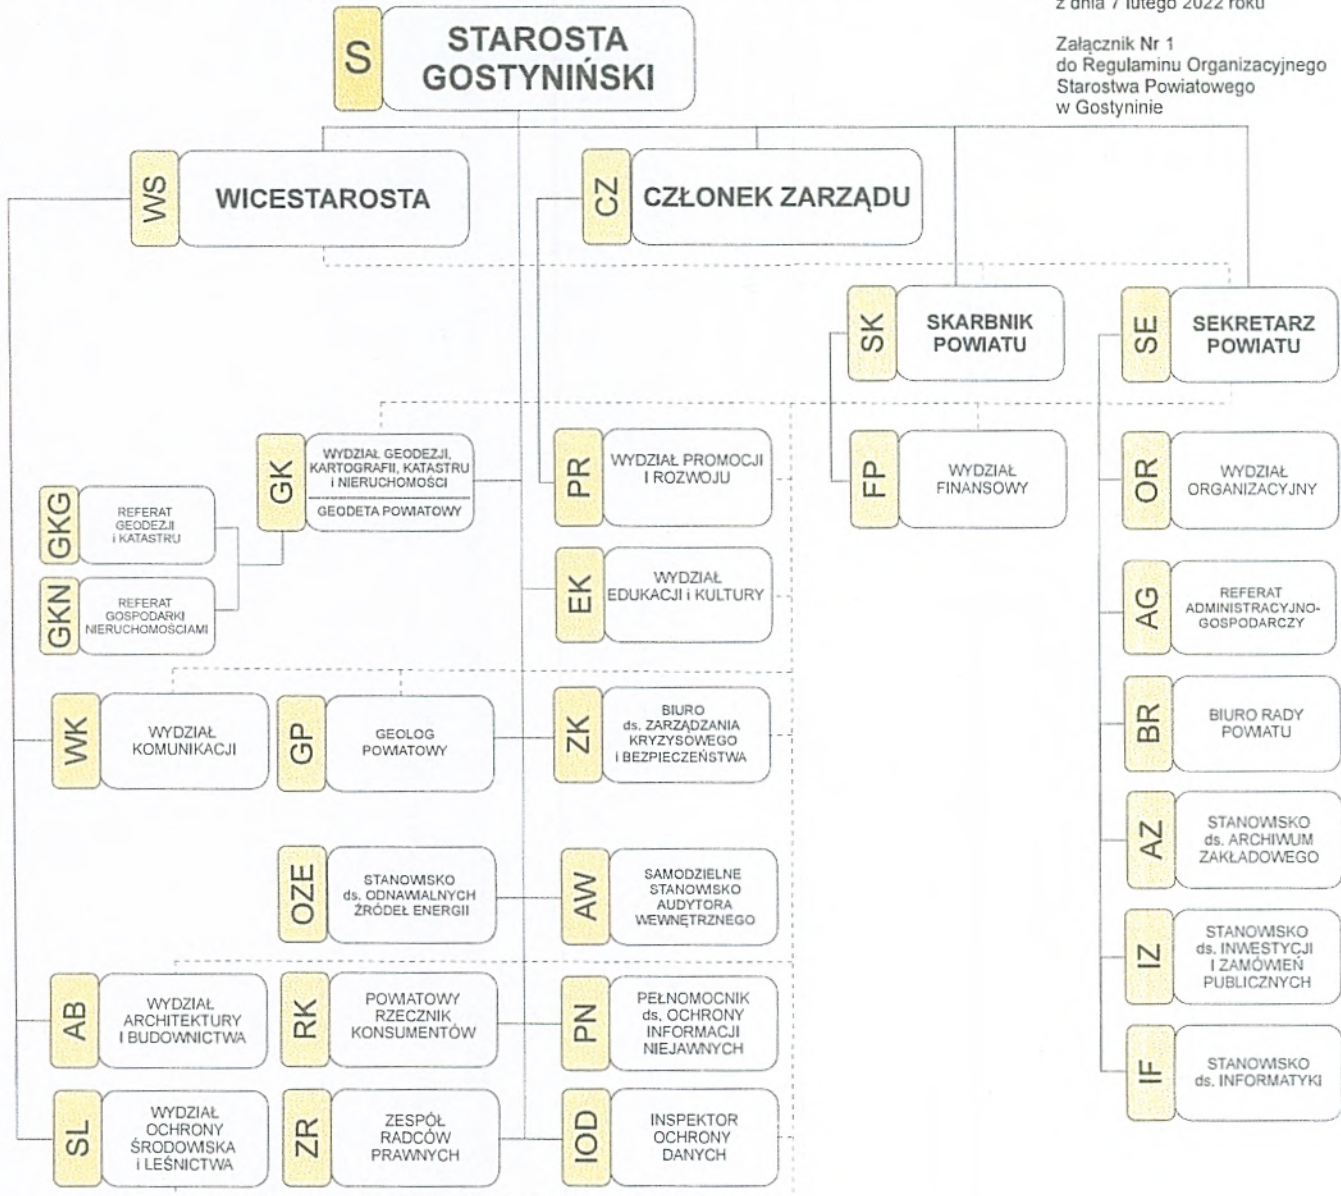 z dnia 7 lutego 2022 roku
Załącznik Nr 1
do Regulaminu Organizacyjnego
Starostwa Powiatowego
w Gostyninie
S
STAROSTA
GOSTYNIŃSKI
WS
WICESTAROSTA
CZ
CZŁONEK ZARZĄDU
SK
SKARBNIK
POWIATU
SE
SEKRETARZ
POWIATU
GK
WYDZIAŁ GEODEZJI,
KARTOGRAFII, KATASTRU
i NIERUCHOMOŚCI
GEODETA POWIATOWY
PR
WYDZIAŁ PROMOCJI
I ROZWOJU
FP
WYDZIAŁ
FINANSOWY
OR
WYDZIAŁ
ORGANIZACYJNY
GKG
REFERAT
GEODEZJI
i KATASTRU
GKN
REFERAT
GOSPODARKI
NIERUCHOMOŚCIAMI
EK
WYDZIAŁ
EDUKACJI i KULTURY
AG
REFERAT
ADMINISTRACYJNO-
GOSPODARCZY
WK
WYDZIAŁ
KOMUNIKACJI
GP
GEOLOG
POWIATOWY
ZK
BIURO
ds. ZARZĄDZANIA
KRYZYSOWEGO
i BEZPIECZEŃSTWA
BR
BIURO RADY
POWIATU
OZE
STANOWISKO
ds. ODNAWIALNYCH
ŹRÓDEŁ ENERGII
AW
SAMODZIELNE
STANOWISKO
AUDYTORA
WEWNĘTRZNEGO
AZ
STANOWISKO
ds. ARCHIWUM
ZAKŁADOWEGO
IZ
STANOWISKO
ds. INWESTYCJI
I ZAMÓWIEŃ
PUBLICZNYCH
AB
WYDZIAŁ
ARCHITEKTURY
I BUDOWNICTWA
RK
POWIATOWY
RZECZNIK
KONSUMENTÓW
PN
PEŁNOMOCNIK
ds. OCHRONY
INFORMACJI
NIEJAWNYCH
IF
STANOWISKO
ds. INFORMATYKI
SL
WYDZIAŁ
OCHRONY
ŚRODOWISKA
i LEŚNICTWA
ZR
ZESPÓŁ
RADCÓW
PRAWNYCH
IOD
INSPEKTOR
OCHRONY
DANYCH